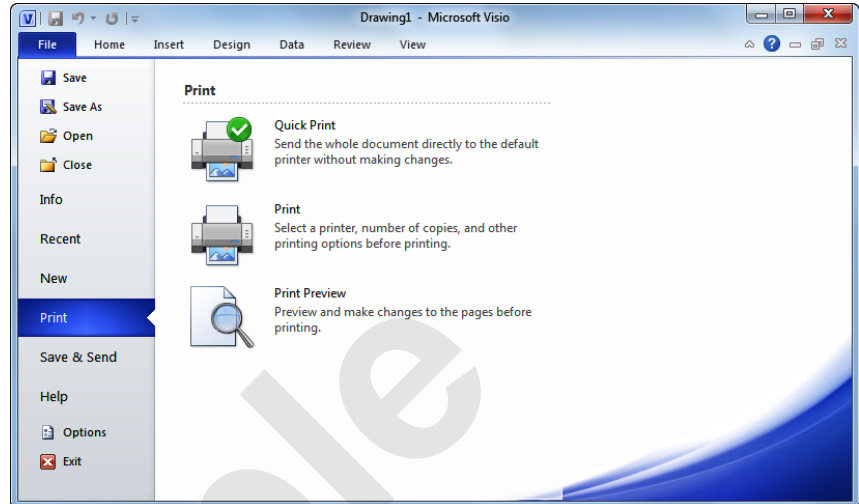 V
Drawing1 - Microsoft Visio
File Home Insert Design Data Review View
Save
Save As
Open
Close
Info
Recent
New
Print
Save & Send
Help
Options
Exit
Print
Quick Print
Send the whole document directly to the default
printer without making changes.
Print
Select a printer, number of copies, and other
printing options before printing.
Print Preview
Preview and make changes to the pages before
printing.